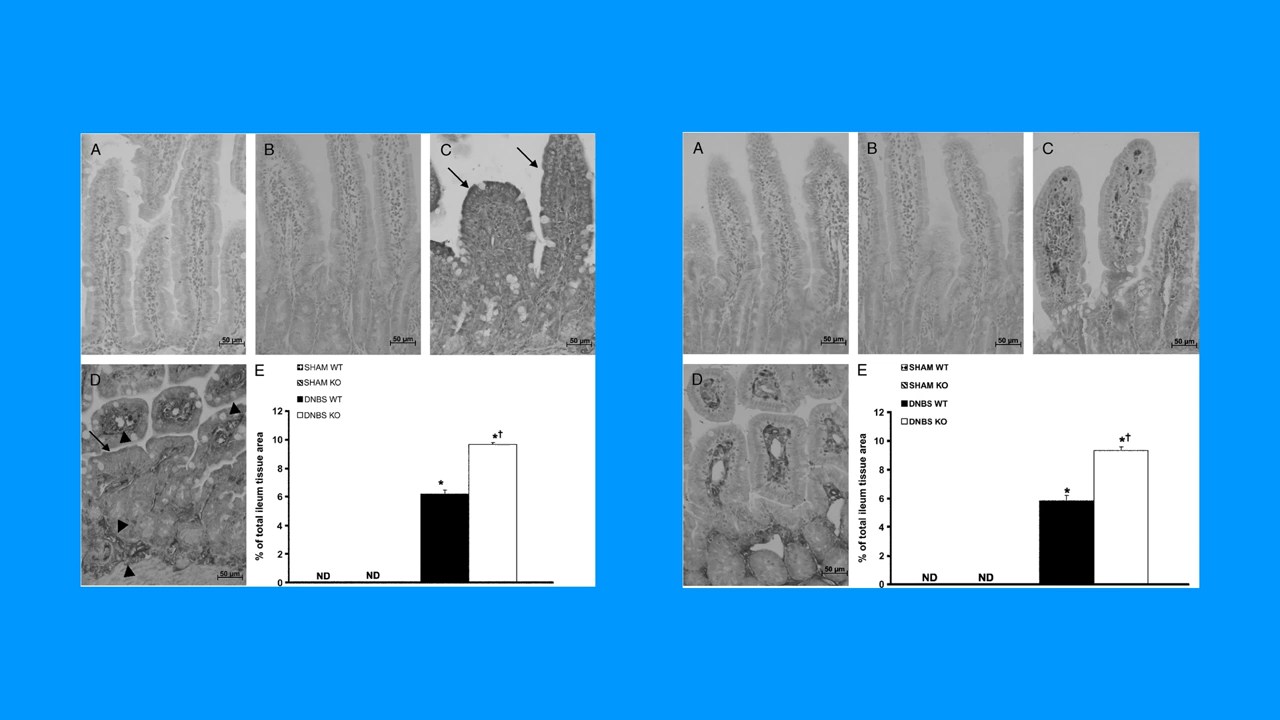 A
B
C
50 µm
50 µm
50 µm
D
50 µm
E
SHAM WT
SHAM KO
DNBS WT
DNBS KO
% of total ileum tissue area
12
10
8
6
4
2
0
ND
ND
*
*†
A
B
C
50 µm
50 µm
50 µm
D
50 µm
E
SHAM WT
SHAM KO
DNBS WT
DNBS KO
% of total ileum tissue area
12
10
8
6
4
2
0
ND
ND
*
*†